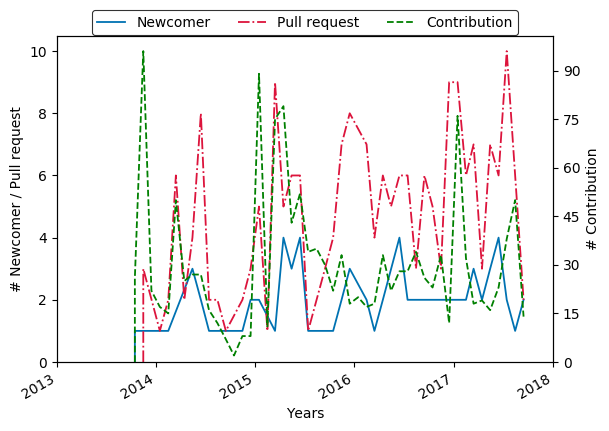 Newcomer Pull request Contribution
# Newcomer / Pull request
10
8
6
4
2
0
90
75
60
45
30
15
0
# Contribution
2013 2014 2015 2016 2017 2018
Years